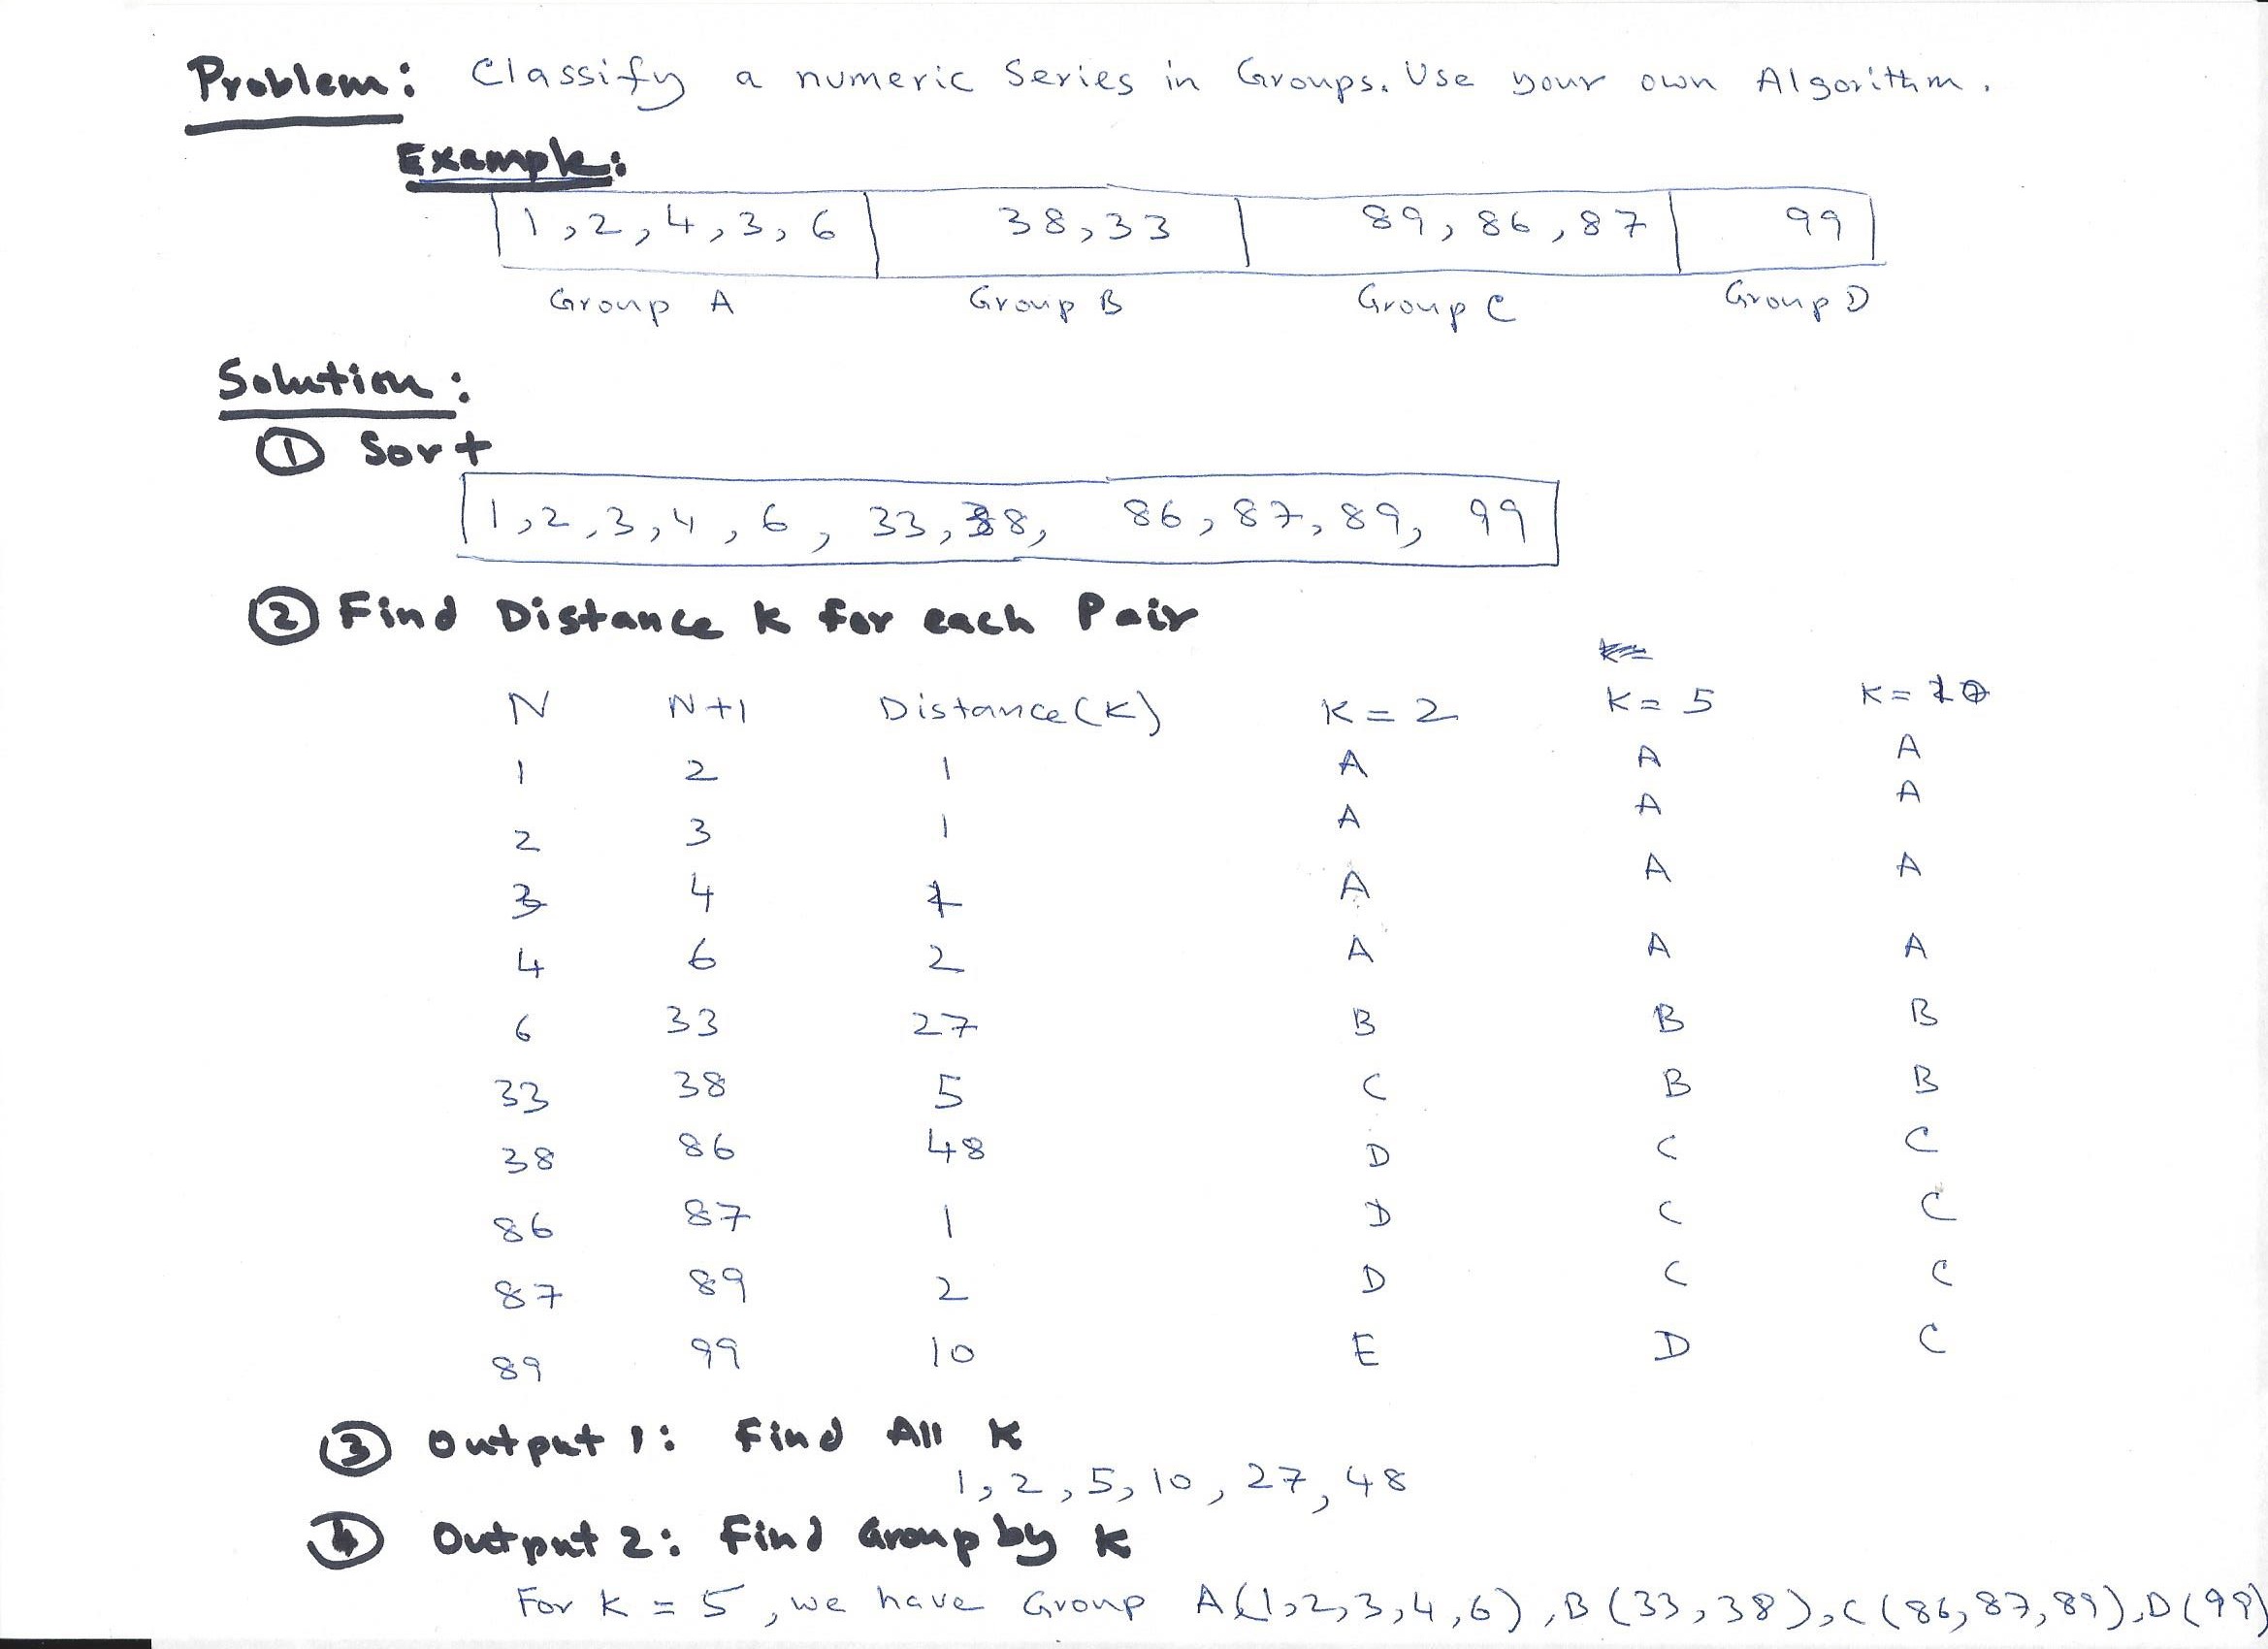 Problem: Classify a numeric Series in Groups. Use your own Algorithm.
Example:
1,2,4,3,6 38,33 89,86,87 99
Group A Group B Group C Group D
Solution:
① Sort
1,2,3,4,6, 33,38, 86,87,89, 99
② Find Distance K for each Pair
N N+1 Distance(K) K=2 K=5 K=10
1 2 1 A A A
2 3 1 A A A
3 4 1 A A A
4 6 2 A A A
6 33 27 B B B
33 38 5 C B B
38 86 48 D C C
86 87 1 D C C
87 89 2 D C C
89 99 10 E D C
③ Output 1: Find All K
1,2,5,10,27,48
④ Output 2: Find Group by K
For K=5, we have Group A(1,2,3,4,6),B(33,38),C(86,87,89),D(99)